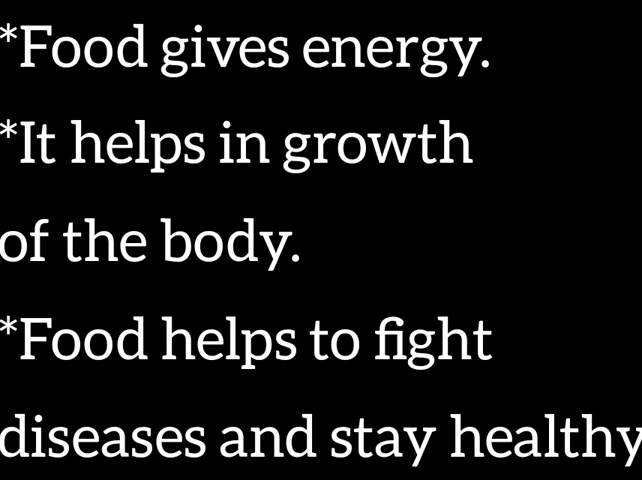 *Food gives energy.
*It helps in growth
of the body.
*Food helps to fight
diseases and stay healthy